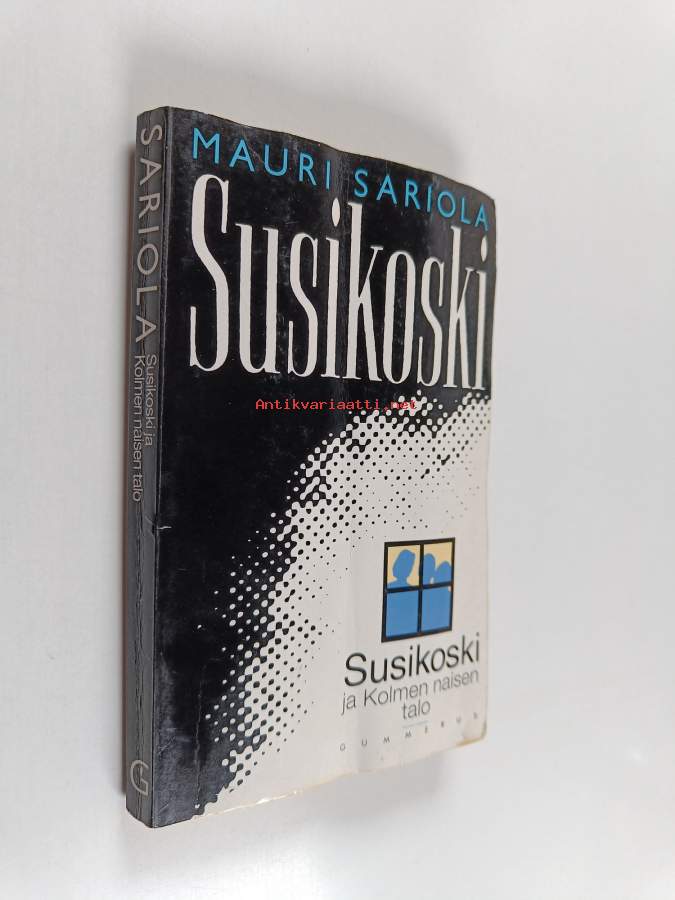 MAURI SARIOLA
Susikoski
Antikvariaatti.net
Susikoski
ja Kolmen naisen
talo
GUMMERUS
SARIOLA
Susikoski ja
Kolmen naisen talo
G